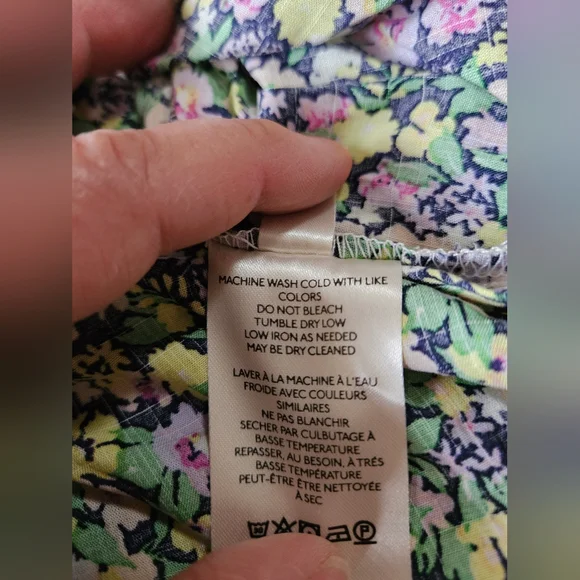 MACHINE WASH COLD WITH LIKE
COLORS
DO NOT BLEACH
TUMBLE DRY LOW
LOW IRON AS NEEDED
MAY BE DRY CLEANED
LAVER À LA MACHINE À L'EAU
FROIDE AVEC COULEURS
SIMILAIRES
NE PAS BLANCHIR
SECHER PAR CULBUTAGE À
BASSE TEMPERATURE
REPASSER, AU BESOIN, À TRÉS
BASSE TEMPÉRATURE
PEUT-ÊTRE ÊTRE NETTOYÉE
À SEC